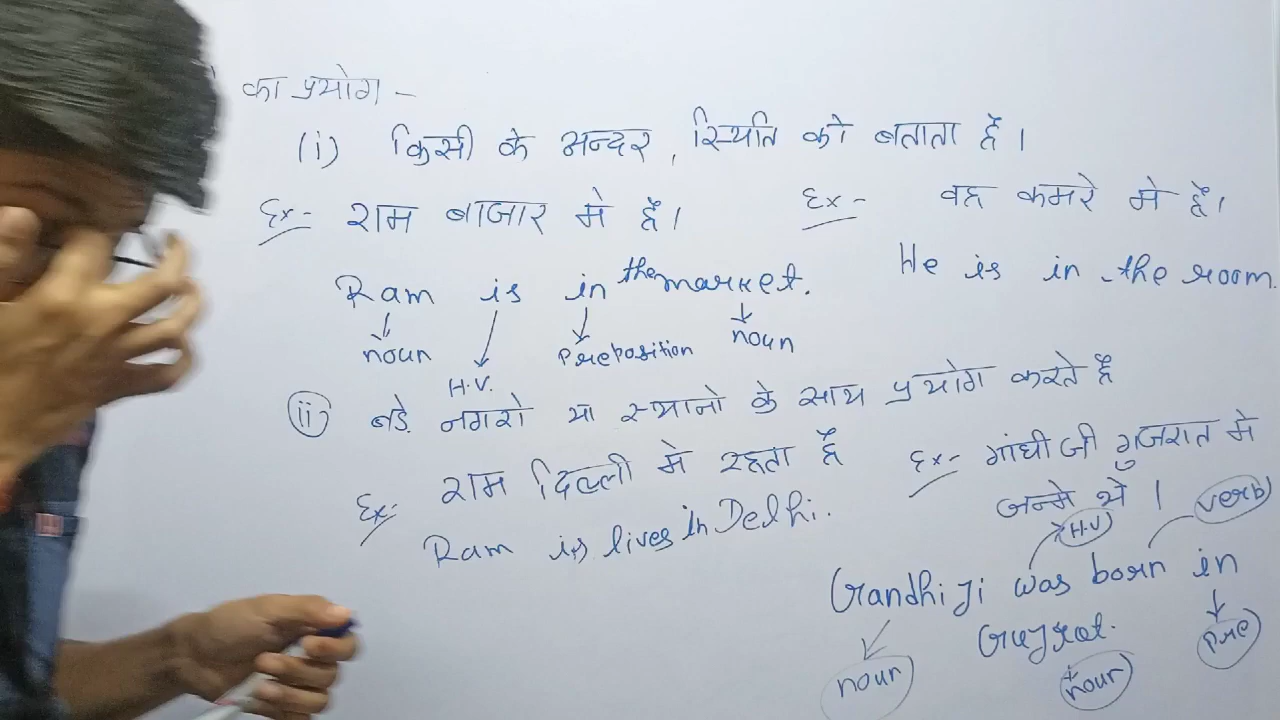 का प्रयोग -
(i) किसी के अन्दर, स्थिति को बताता है।
Ex:- राम बाजार मे है।
Ex:- वह कमरे मे है।
Ram is in the market.
He is in the room.
noun
H.V.
Preposition
noun
(ii) बडे. नगरो या स्थानो के साथ प्रयोग करते है
Ex:- राम दिल्ली मे रहता है
Ex:- गांधी जी गुजरात मे
जन्मे थे।
Ram is lives in Delhi.
H.V
verb
Gandhi Ji was born in
Gujrat.
noun
noun
Pre